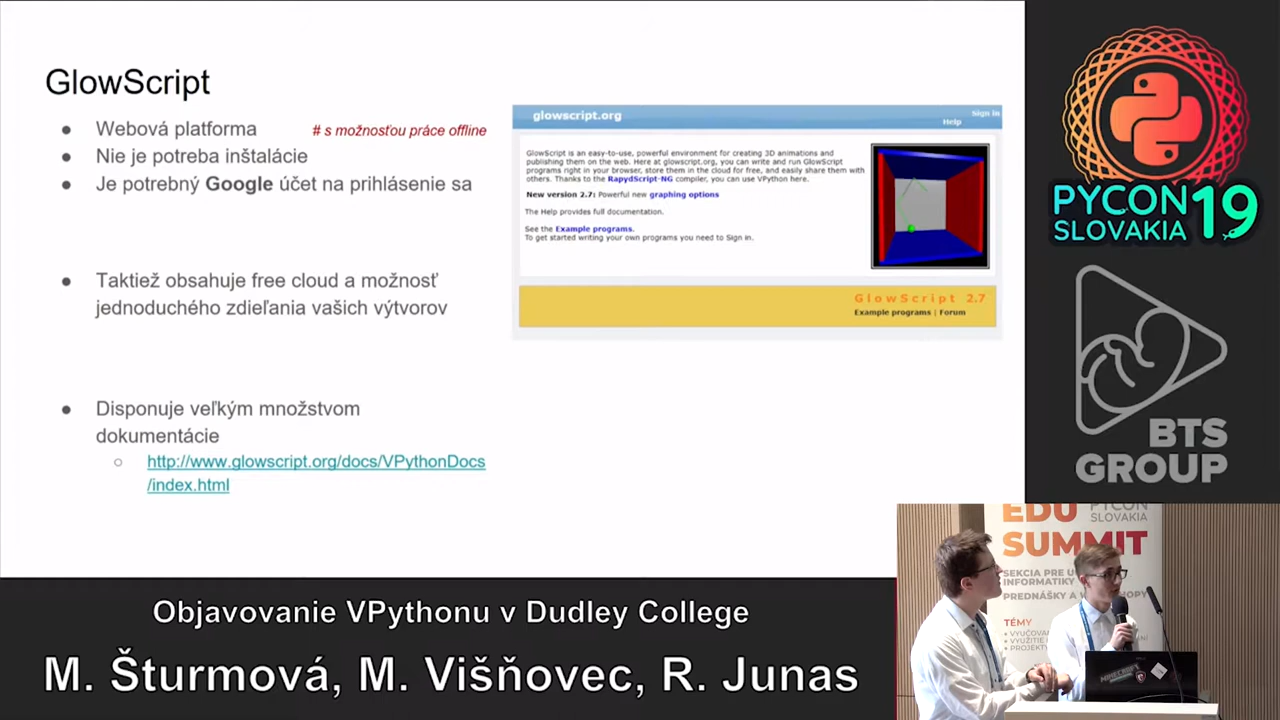 GlowScript
● Webová platforma # s možnosťou práce offline
● Nie je potreba inštalácie
● Je potrebný Google účet na prihlásenie sa
● Taktiež obsahuje free cloud a možnosť
jednoduchého zdieľania vašich výtvorov
● Disponuje veľkým množstvom
dokumentácie
○ http://www.glowscript.org/docs/VPythonDocs
/index.html
glowscript.org
Sign in
Help
GlowScript is an easy-to-use, powerful environment for creating 3D animations and
publishing them on the web. Here at glowscript.org, you can write and run GlowScript
programs right in your browser, store them in the cloud for free, and easily share them with
others. Thanks to the RapydScript-NG compiler, you can use VPython here.
New version 2.7: Powerful new graphing options
The Help provides full documentation.
See the Example programs.
To get started writing your own programs you need to Sign in.
GlowScript 2.7
Example programs | Forum
PYCON
SLOVAKIA
19
BTS
GROUP
EDU
SUMMIT
PYCON
SLOVAKIA
SEKCIA PRE
INFORMATIKY
PREDNÁŠKY A
TÉMY
MINECRAFT
Objavovanie VPythonu v Dudley College
M. Šturmová, M. Višňovec, R. Junas